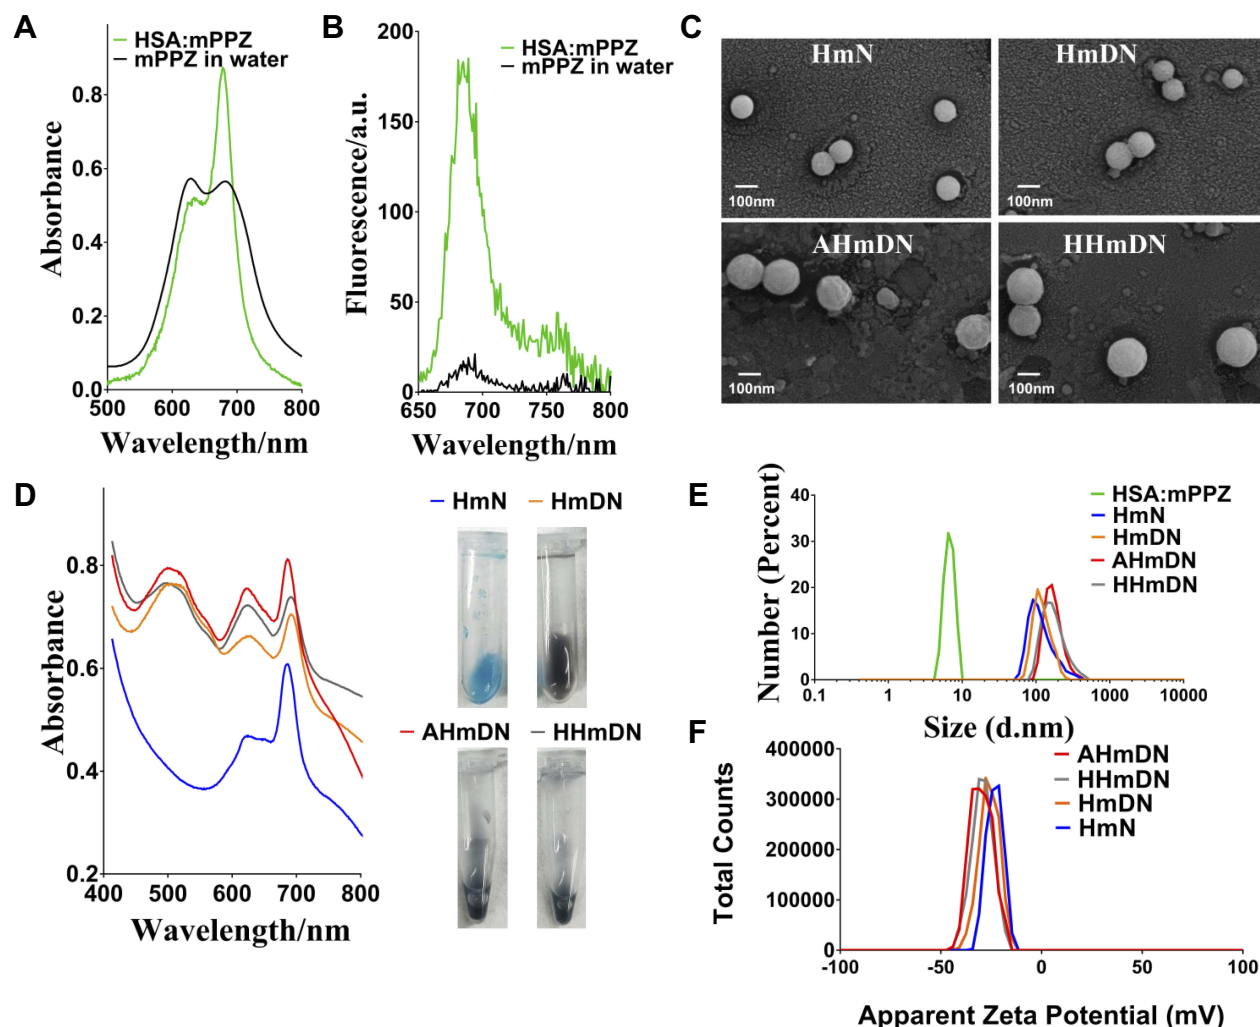 A
HSA:mPPZ
mPPZ in water
0.8
0.6
0.4
0.2
0.0
500 600 700 800
Absorbance
Wavelength/nm
B
HSA:mPPZ
mPPZ in water
200
150
100
50
0
650 700 750 800
Fluorescence/a.u.
Wavelength/nm
C
HmN
100nm
HmDN
100nm
AHmDN
100nm
HHmDN
100nm
D
0.8
0.6
0.4
0.2
400 500 600 700 800
Absorbance
Wavelength/nm
HmN HmDN
AHmDN HHmDN
E
HSA:mPPZ
HmN
HmDN
AHmDN
HHmDN
40
30
20
10
0
0.1 1 10 100 1000 10000
Number (Percent)
Size (d.nm)
F
AHmDN
HHmDN
HmDN
HmN
400000
300000
200000
100000
0
-100 -50 0 50 100
Total Counts
Apparent Zeta Potential (mV)